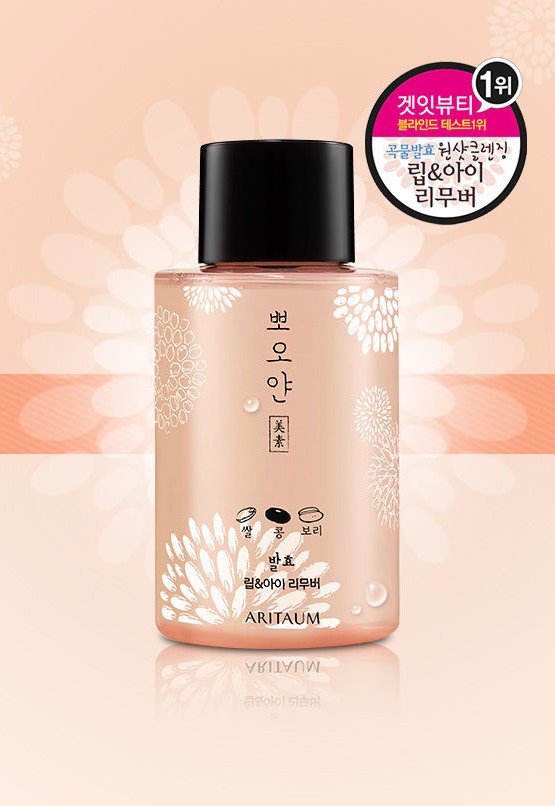 1위
겟잇뷰티
블라인드 테스트1위
곡물발효 원샷클렌징
립&아이
리무버
뽀오얀
美素
쌀 콩 보리
발효
립&아이 리무버
ARITAUM